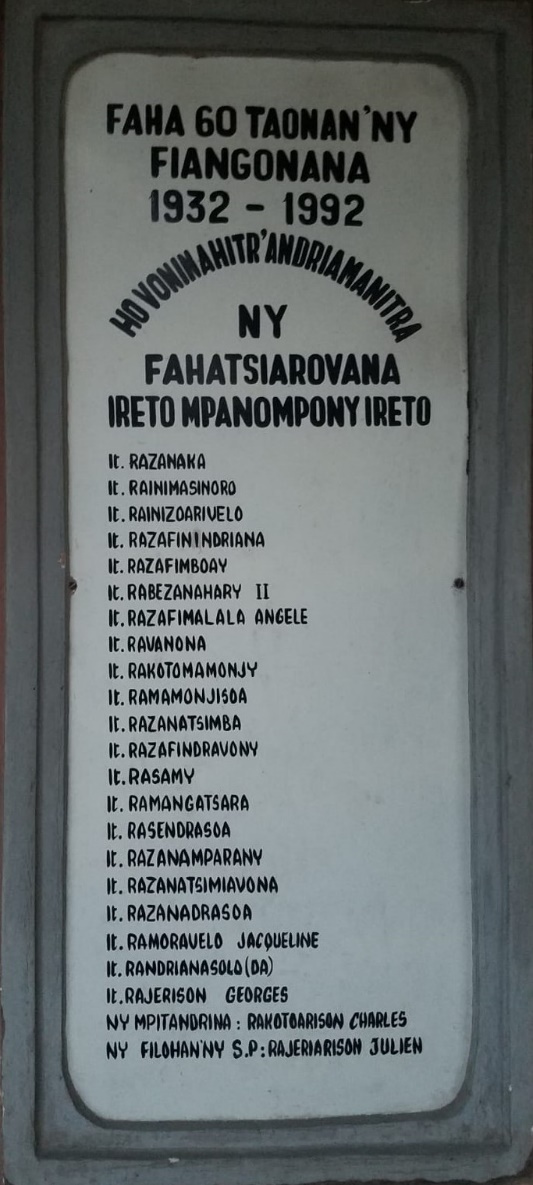 FAHA 60 TAONAN'NY
FIANGONANA
1932 - 1992
HO VONINAHITR'ANDRIAMANITRA
NY
FAHATSIAROVANA
IRETO MPANOMPONY IRETO
It. RAZANAKA
It. RAINIMASINORO
It. RAINIZOARIVELO
It. RAZAFININDRIANA
It. RAZAFIMBOAY
It. RABEZANAHARY II
It. RAZAFIMALALA ANGELE
It. RAVANONA
It. RAKOTOMAMONJY
It. RAMAMONJISOA
It. RAZANATSIMBA
It. RAZAFINDRAVONY
It. RASAMY
It. RAMANGATSARA
It. RASENDRASOA
It. RAZANAMPARANY
It. RAZANATSIMIAVONA
It. RAZANADRASOA
It. RAMORAVELO JACQUELINE
It. RANDRIANASOLO (DA)
It. RAJERISON GEORGES
NY MPITANDRINA : RAKOTOARISON CHARLES
NY FILOHAN'NY S.P : RAJERIARISON JULIEN